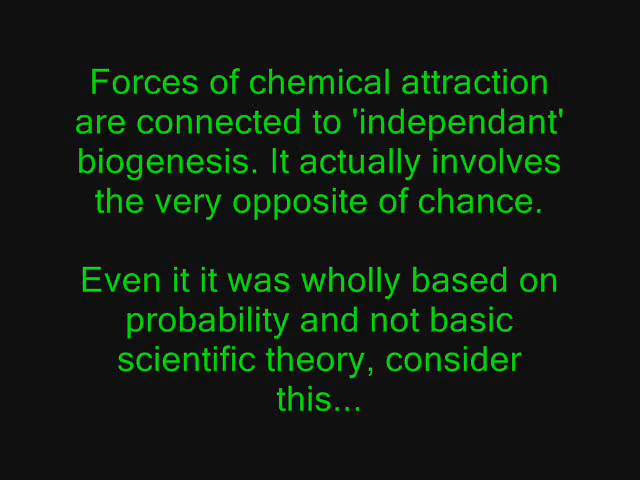 Forces of chemical attraction
are connected to 'independant'
biogenesis. It actually involves
the very opposite of chance.
Even it it was wholly based on
probability and not basic
scientific theory, consider
this...